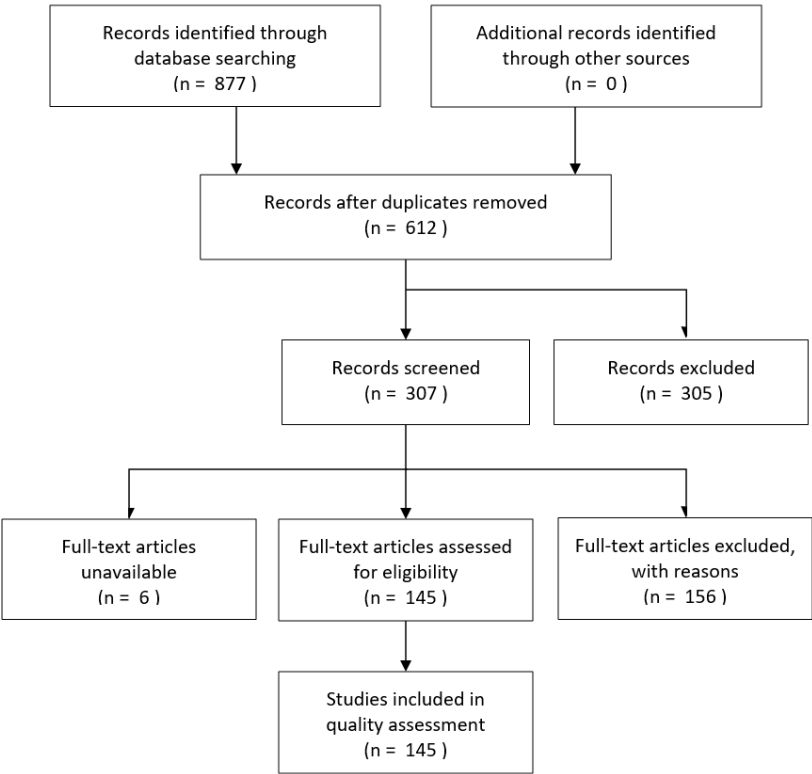 Records identified through
database searching
(n = 877 )
Additional records identified
through other sources
(n = 0 )
Records after duplicates removed
(n = 612 )
Records screened
(n = 307 )
Records excluded
(n = 305 )
Full-text articles
unavailable
(n = 6 )
Full-text articles assessed
for eligibility
(n = 145 )
Full-text articles excluded,
with reasons
(n = 156 )
Studies included in
quality assessment
(n = 145 )